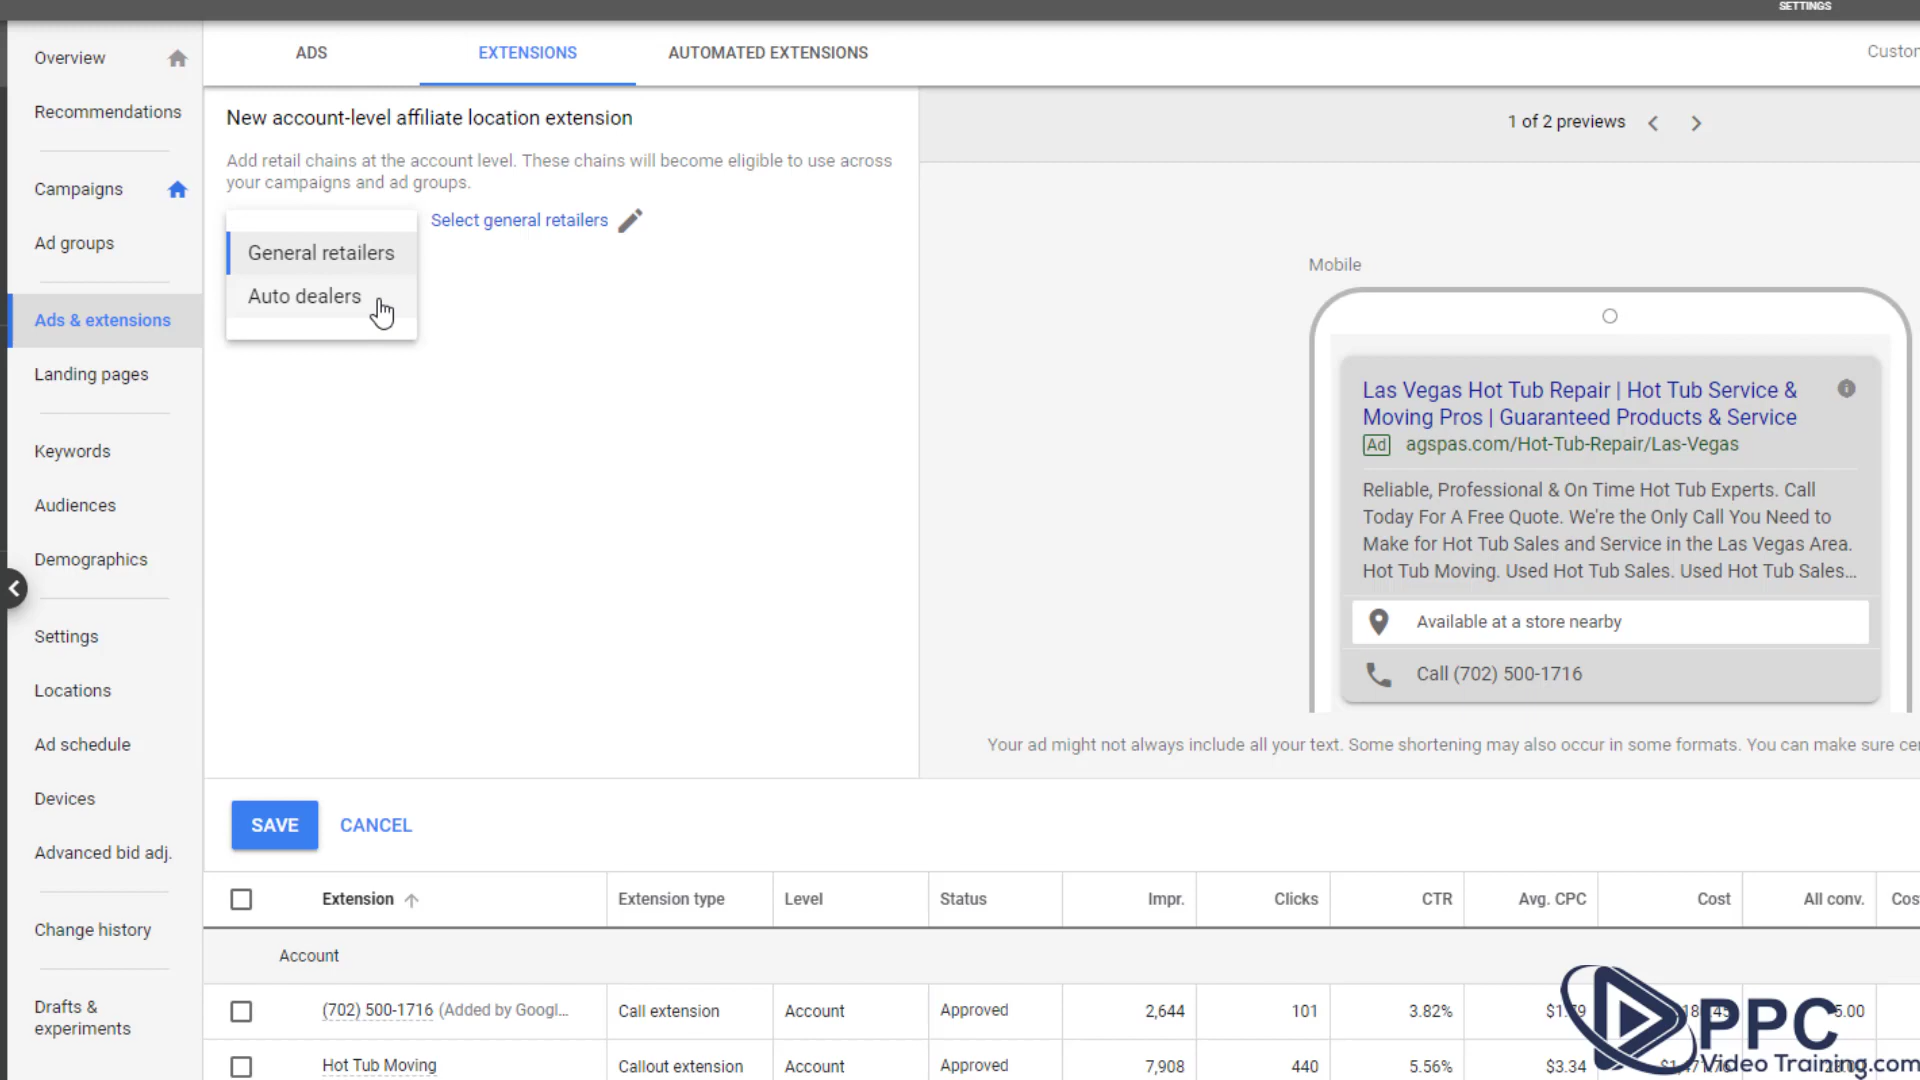 SETTINGS
Overview
Recommendations
Campaigns
Ad groups
Ads & extensions
Landing pages
Keywords
Audiences
Demographics
Settings
Locations
Ad schedule
Devices
Advanced bid adj.
Change history
Drafts &
experiments
ADS EXTENSIONS AUTOMATED EXTENSIONS
New account-level affiliate location extension
Add retail chains at the account level. These chains will become eligible to use across
your campaigns and ad groups.
Select general retailers
General retailers
Auto dealers
1 of 2 previews
Mobile
Las Vegas Hot Tub Repair | Hot Tub Service &
Moving Pros | Guaranteed Products & Service
Ad agspas.com/Hot-Tub-Repair/Las-Vegas
Reliable, Professional & On Time Hot Tub Experts. Call
Today For A Free Quote. We're the Only Call You Need to
Make for Hot Tub Sales and Service in the Las Vegas Area.
Hot Tub Moving. Used Hot Tub Sales. Used Hot Tub Sales...
Available at a store nearby
Call (702) 500-1716
Your ad might not always include all your text. Some shortening may also occur in some formats. You can make sure
SAVE CANCEL
Extension Extension type Level Status Impr. Clicks CTR Avg. CPC Cost All conv.
Account
(702) 500-1716 (Added by Googl... Call extension Account Approved 2,644 101 3.82%
Hot Tub Moving Callout extension Account Approved 7,908 440 5.56% $3.34
PPC
Video Training.com